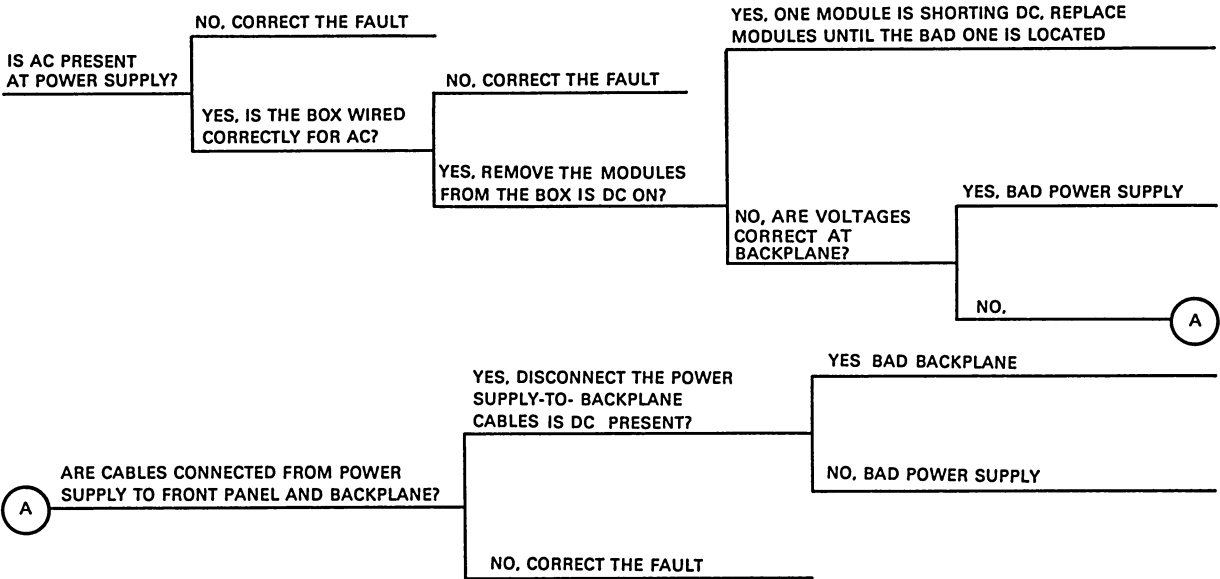 IS AC PRESENT
AT POWER SUPPLY?
NO, CORRECT THE FAULT
YES, IS THE BOX WIRED
CORRECTLY FOR AC?
NO, CORRECT THE FAULT
YES, REMOVE THE MODULES
FROM THE BOX IS DC ON?
YES, ONE MODULE IS SHORTING DC, REPLACE
MODULES UNTIL THE BAD ONE IS LOCATED
NO, ARE VOLTAGES
CORRECT AT
BACKPLANE?
YES, BAD POWER SUPPLY
NO,
A
A
ARE CABLES CONNECTED FROM POWER
SUPPLY TO FRONT PANEL AND BACKPLANE?
YES, DISCONNECT THE POWER
SUPPLY-TO- BACKPLANE
CABLES IS DC PRESENT?
YES BAD BACKPLANE
NO, BAD POWER SUPPLY
NO, CORRECT THE FAULT